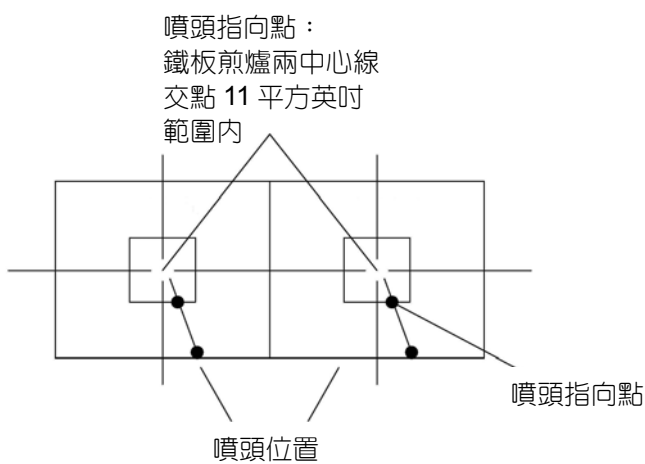 噴頭指向點：
鐵板煎爐兩中心線
交點 11 平方英吋
範圍內
噴頭指向點
噴頭位置